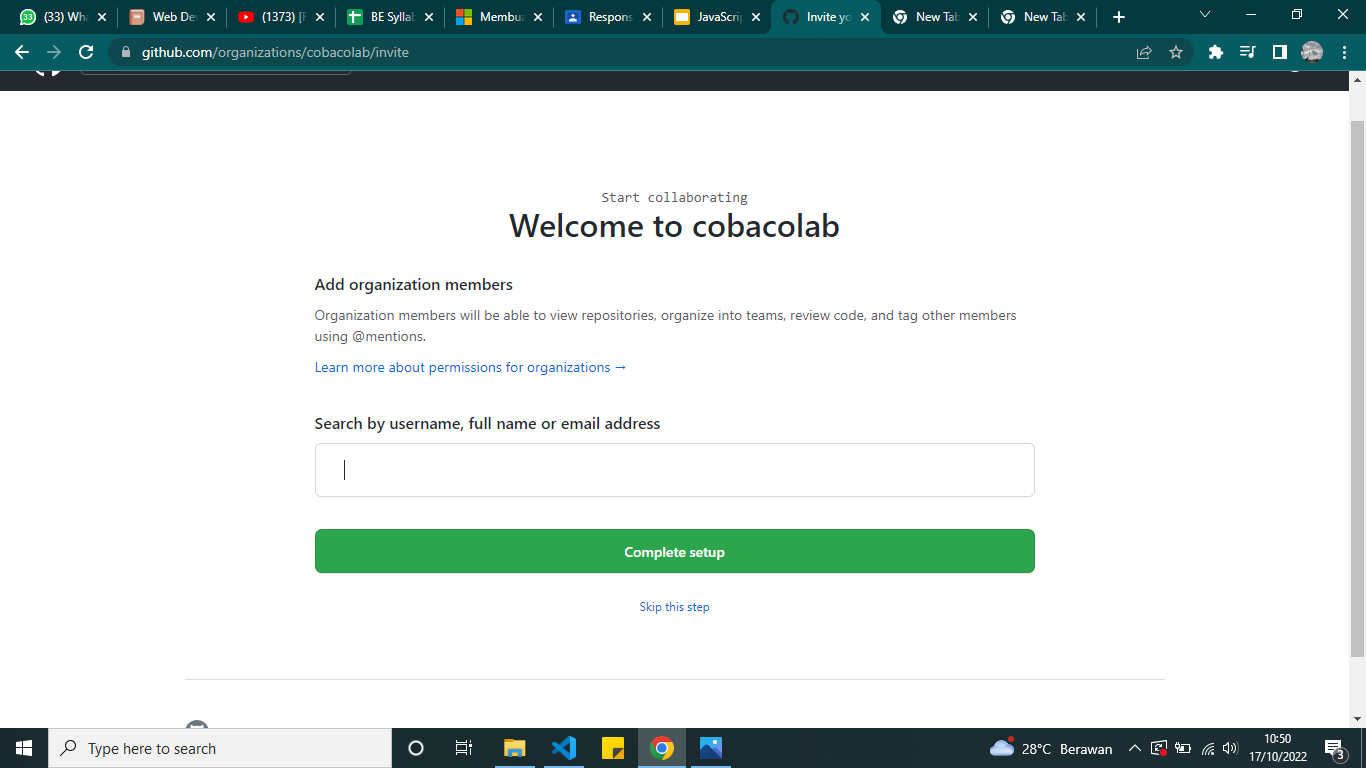 33 (33) Wha
Web Dev
(1373) [
BE Syllab
Membua
Respons
JavaScrip
Invite yo
New Tab
New Tab
github.com/organizations/cobacolab/invite
Start collaborating
Welcome to cobacolab
Add organization members
Organization members will be able to view repositories, organize into teams, review code, and tag other members
using @mentions.
Learn more about permissions for organizations →
Search by username, full name or email address
Complete setup
Skip this step
Type here to search
28°C Berawan
10:50
17/10/2022
3